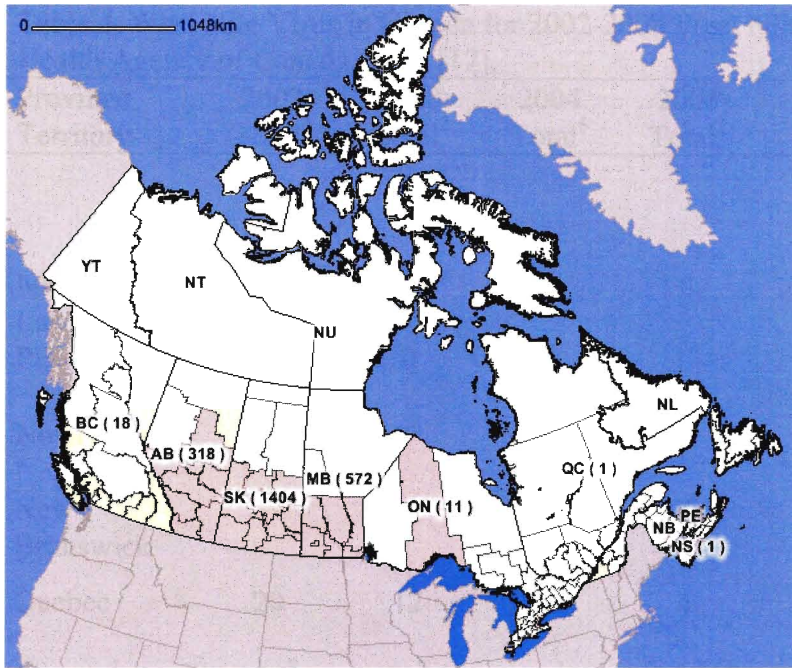 0 1048km
YT
NT
NU
NL
BC ( 18 )
AB ( 318 )
SK ( 1404 )
MB ( 572 )
ON ( 11 )
QC ( 1 )
PE
NB
NS ( 1 )